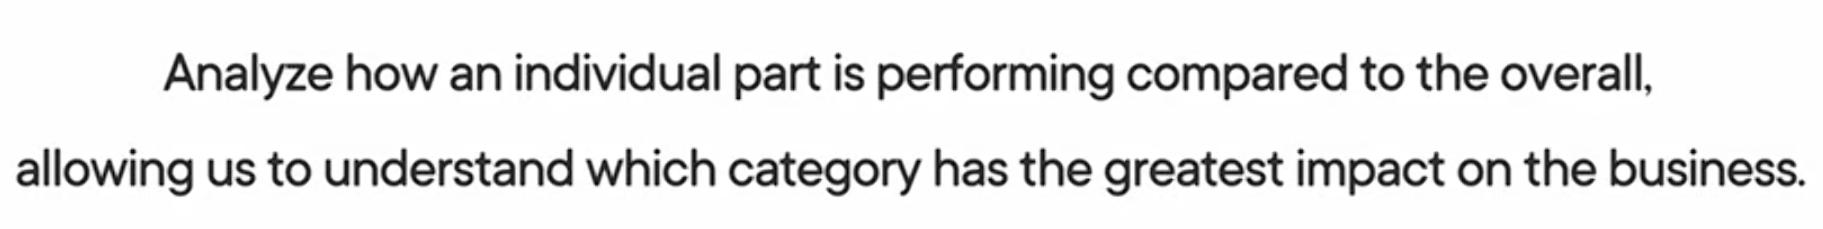 Analyze how an individual part is performing compared to the overall,
allowing us to understand which category has the greatest impact on the business.